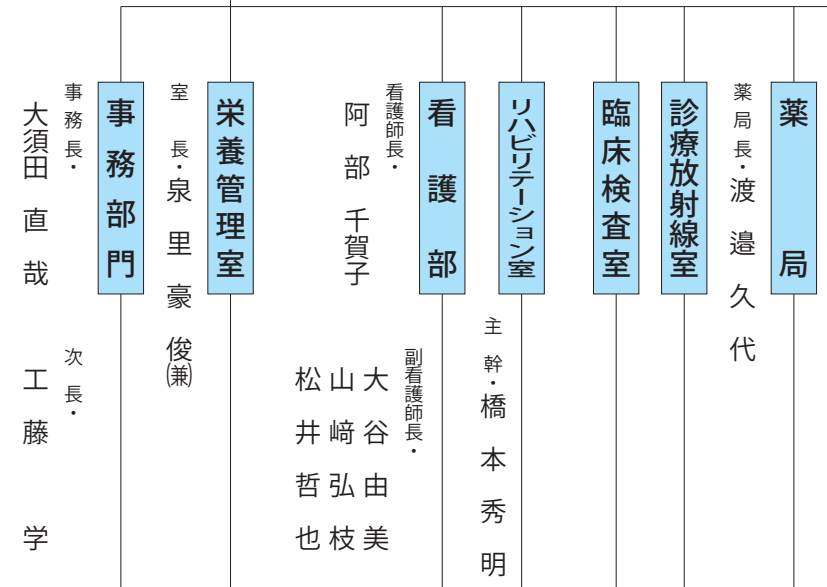 薬局
薬局長・渡邉久代
診療放射線室
臨床検査室
リハビリテーション室
主幹・橋本秀明
看護部
看護師長・
阿部千賀子
副看護師長・
大谷由美
山﨑弘枝
松井哲也
栄養管理室
室長・泉里豪俊㈱
事務部門
事務長・
大須田直哉
次長・
工藤学